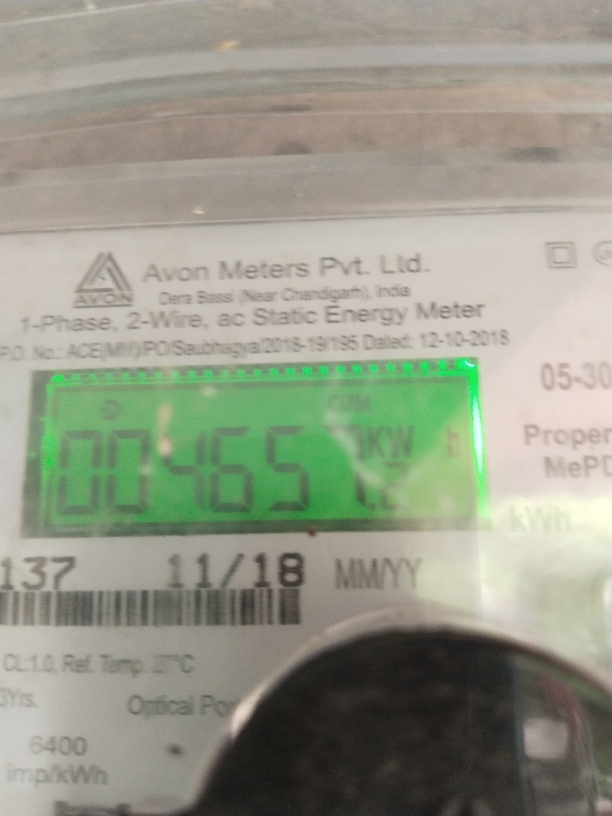 AVON
Avon Meters Pvt. Ltd.
Dera Bassi (Near Chandigarh), India
1-Phase, 2-Wire, ac Static Energy Meter
P.O. No.: ACE(MM)/PO/Saubhagya/2018-19/195 Dated: 12-10-2018
05-30
CUM
00465
KW h
Proper
MePD
kWh
137 11/18 MM/YY
CL:1.0, Ref. Temp. 27°C
3Yrs. Optical Po
6400
imp/kWh